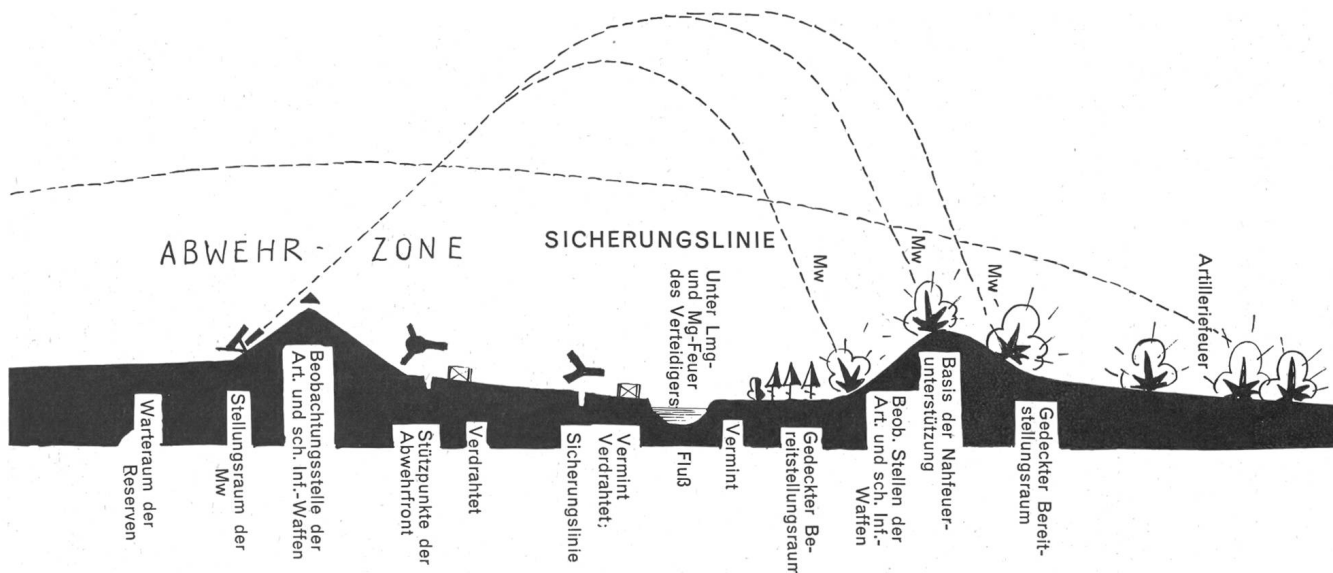 ABWEHR - ZONE
SICHERUNGSLINIE
Unter Lmg-
und Mg-Feuer
des Verteidigers
Mw
Mw
Mw
Artilleriefeuer
Warteraum der
Reserven
Stellungsraum der
Mw
Beobachtungsstelle der
Art. und sch. Inf.-Waffen
Stützpunkte der
Abwehrfront
Verdrahtet
Sicherungslinie
Vermint
Verdrahtet;
Fluß
Vermint
Gedeckter Be-
reitstellungsraum
Beob. Stellen der
Art. und sch. Inf.-
Waffen
Basis der Nahfeuer-
unterstützung
Gedeckter Bereit-
stellungsraum